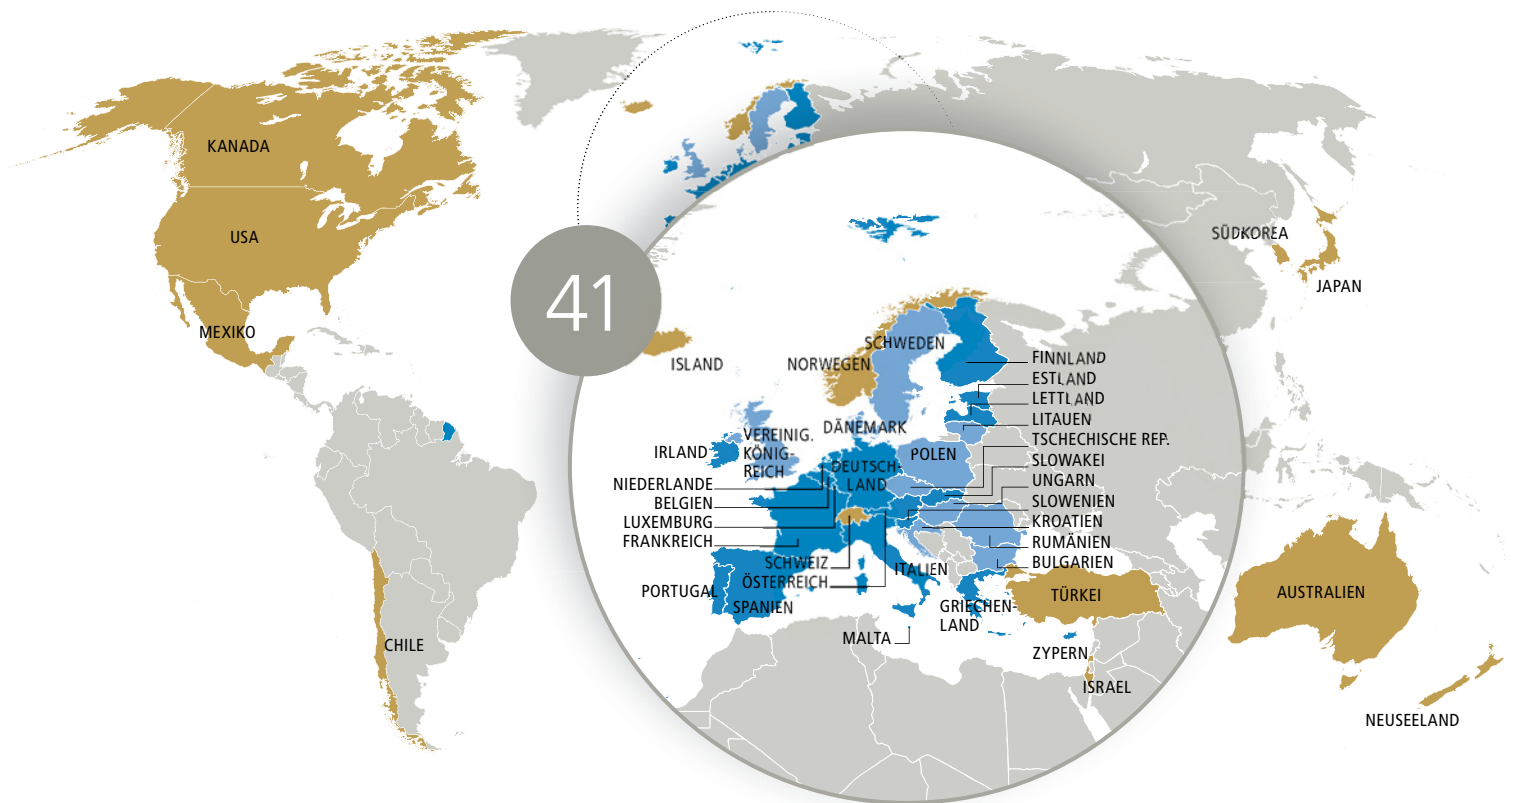 KANADA
USA
MEXIKO
CHILE
41
ISLAND
NORWEGEN
SCHWEDEN
DÄNEMARK
IRLAND
VEREINIG.
KÖNIG-
REICH
NIEDERLANDE
BELGIEN
LUXEMBURG
FRANKREICH
SCHWEIZ
ÖSTERREICH
PORTUGAL
SPANIEN
DEUTSCH-
LAND
POLEN
ITALIEN
MALTA
GRIECHEN-
LAND
FINNLAND
ESTLAND
LETTLAND
LITAUEN
TSCHECHISCHE REP.
SLOWAKEI
UNGARN
SLOWENIEN
KROATIEN
RUMÄNIEN
BULGARIEN
TÜRKEI
ZYPERN
ISRAEL
SÜDKOREA
JAPAN
AUSTRALIEN
NEUSEELAND